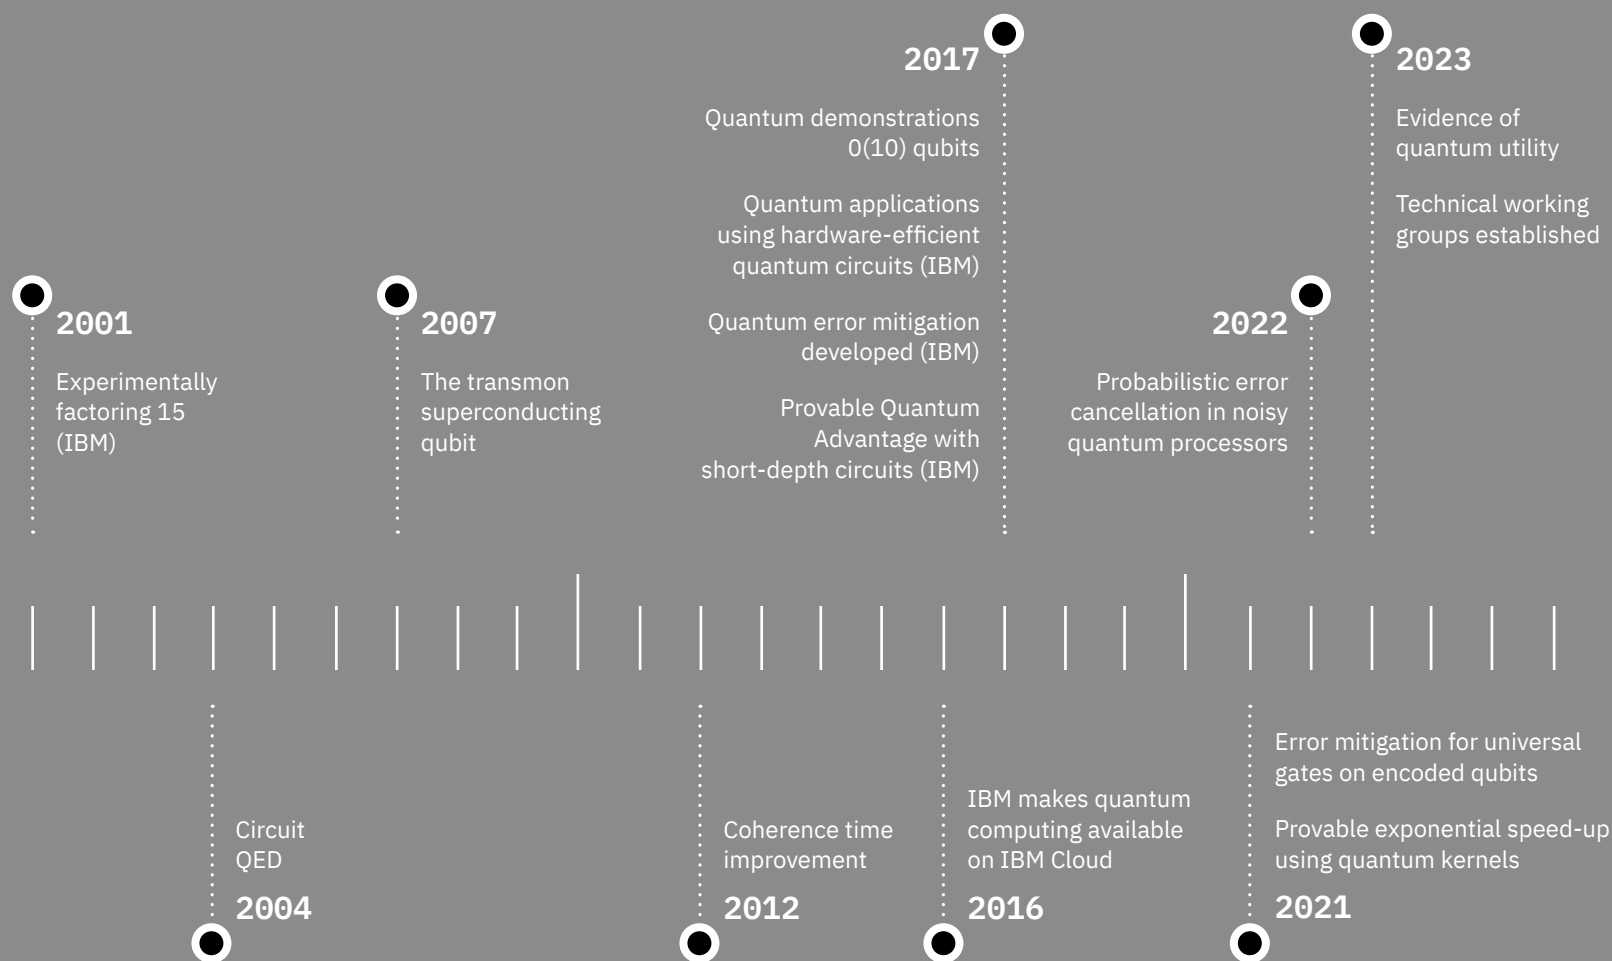 2001
Experimentally
factoring 15
(IBM)
2007
The transmon
superconducting
qubit
2017
Quantum demonstrations
0(10) qubits
Quantum applications
using hardware-efficient
quantum circuits (IBM)
Quantum error mitigation
developed (IBM)
Provable Quantum
Advantage with
short-depth circuits (IBM)
2022
Probabilistic error
cancellation in noisy
quantum processors
2023
Evidence of
quantum utility
Technical working
groups established
Circuit
QED
2004
Coherence time
improvement
2012
IBM makes quantum
computing available
on IBM Cloud
2016
Error mitigation for universal
gates on encoded qubits
Provable exponential speed-up
using quantum kernels
2021